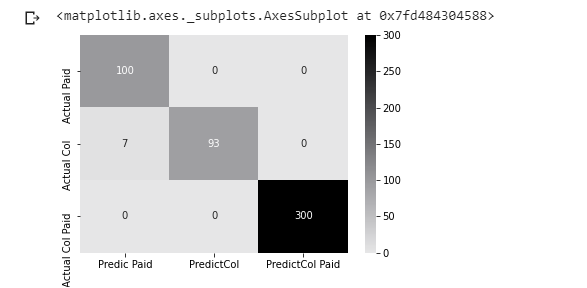 <matplotlib.axes._subplots.AxesSubplot at 0x7fd484304588>
300
Actual Paid
100
0
0
250
200
Actual Col
7
93
0
150
100
Actual Col Paid
0
0
300
50
0
Predic Paid
PredictCol
PredictCol Paid